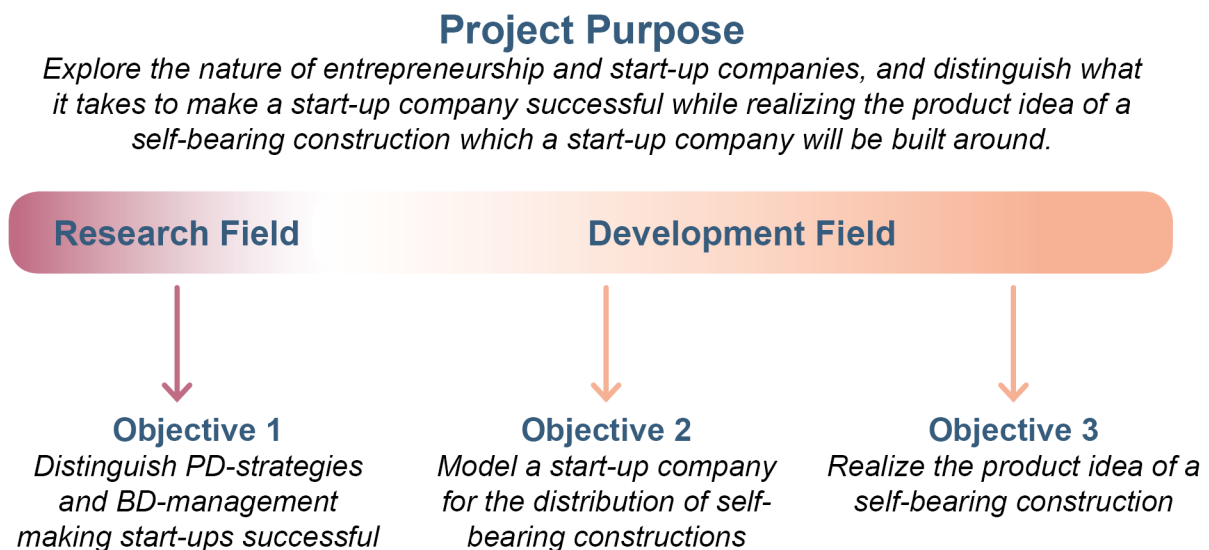 Project Purpose
Explore the nature of entrepreneurship and start-up companies, and distinguish what
it takes to make a start-up company successful while realizing the product idea of a
self-bearing construction which a start-up company will be built around.
Research Field
Development Field
Objective 1
Distinguish PD-strategies
and BD-management
making start-ups successful
Objective 2
Model a start-up company
for the distribution of self-
bearing constructions
Objective 3
Realize the product idea of a
self-bearing construction